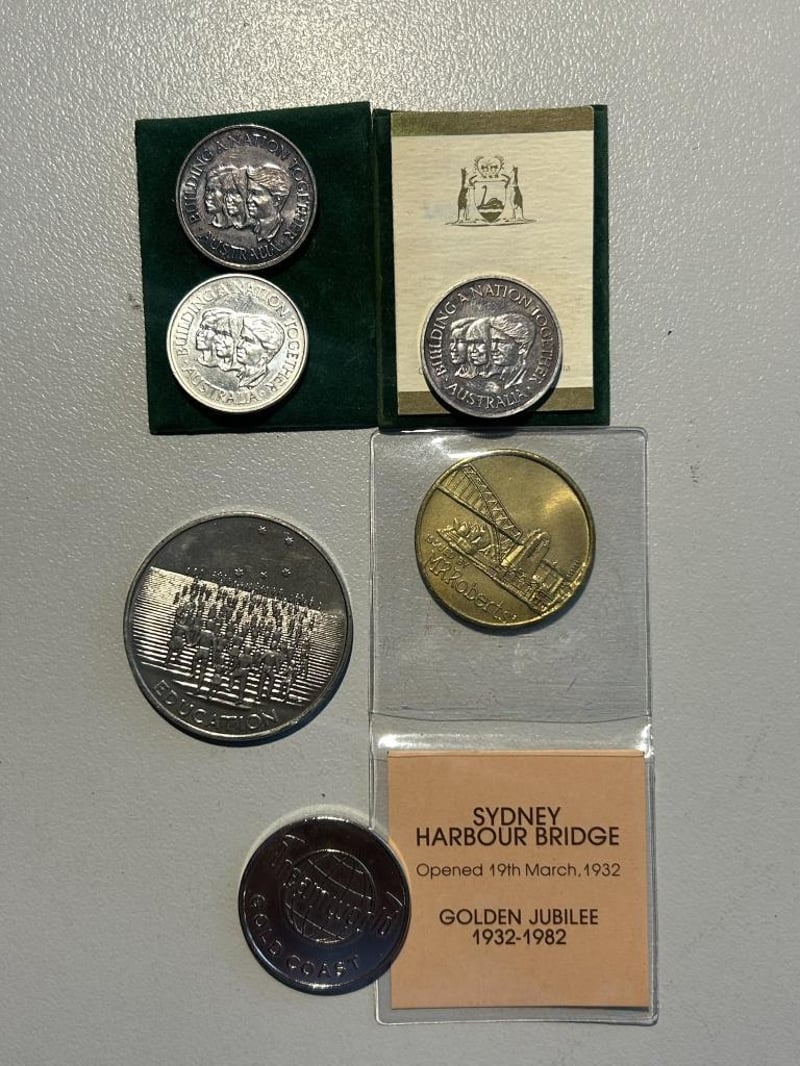 BUILDING A NATION TOGETHER
AUSTRALIA
BUILDING A NATION TOGETHER
AUSTRALIA
BUILDING A NATION TOGETHER
AUSTRALIA
EDUCATION
SYDNEY
HARBOUR BRIDGE
Opened 19th March, 1932
GOLDEN JUBILEE
1932-1982
Dreamworld
GOLD COAST